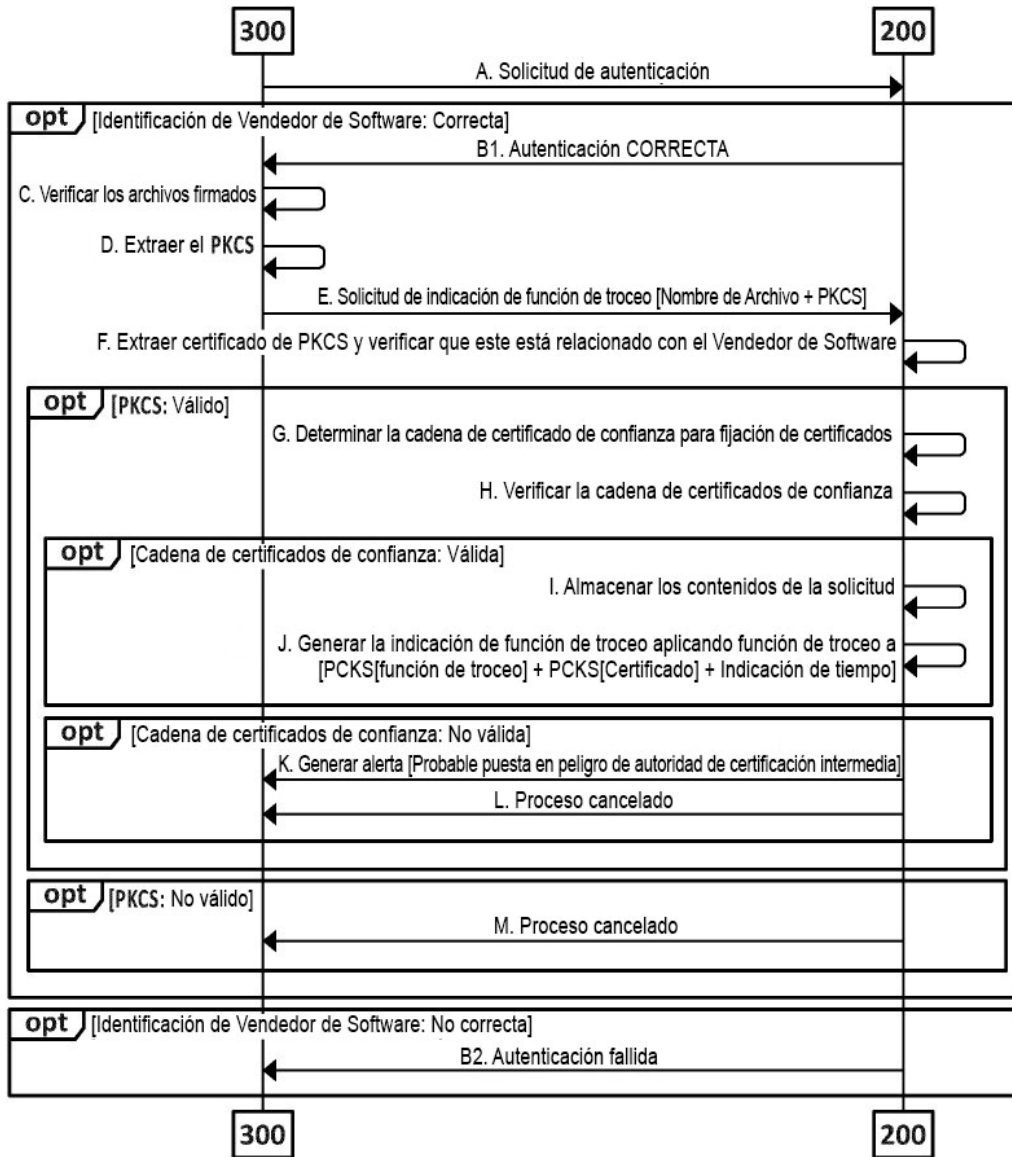 300 200
A. Solicitud de autenticación
opt [Identificación de Vendedor de Software: Correcta]
B1. Autenticación CORRECTA
C. Verificar los archivos firmados
D. Extraer el PKCS
E. Solicitud de indicación de función de troceo [Nombre de Archivo + PKCS]
F. Extraer certificado de PKCS y verificar que este está relacionado con el Vendedor de Software
opt [PKCS: Válido]
G. Determinar la cadena de certificado de confianza para fijación de certificados
H. Verificar la cadena de certificados de confianza
opt [Cadena de certificados de confianza: Válida]
I. Almacenar los contenidos de la solicitud
J. Generar la indicación de función de troceo aplicando función de troceo a
[PCKS[función de troceo] + PCKS[Certificado] + Indicación de tiempo]
opt [Cadena de certificados de confianza: No válida]
K. Generar alerta [Probable puesta en peligro de autoridad de certificación intermedia]
L. Proceso cancelado
opt [PKCS: No válido]
M. Proceso cancelado
opt [Identificación de Vendedor de Software: No correcta]
B2. Autenticación fallida
300 200